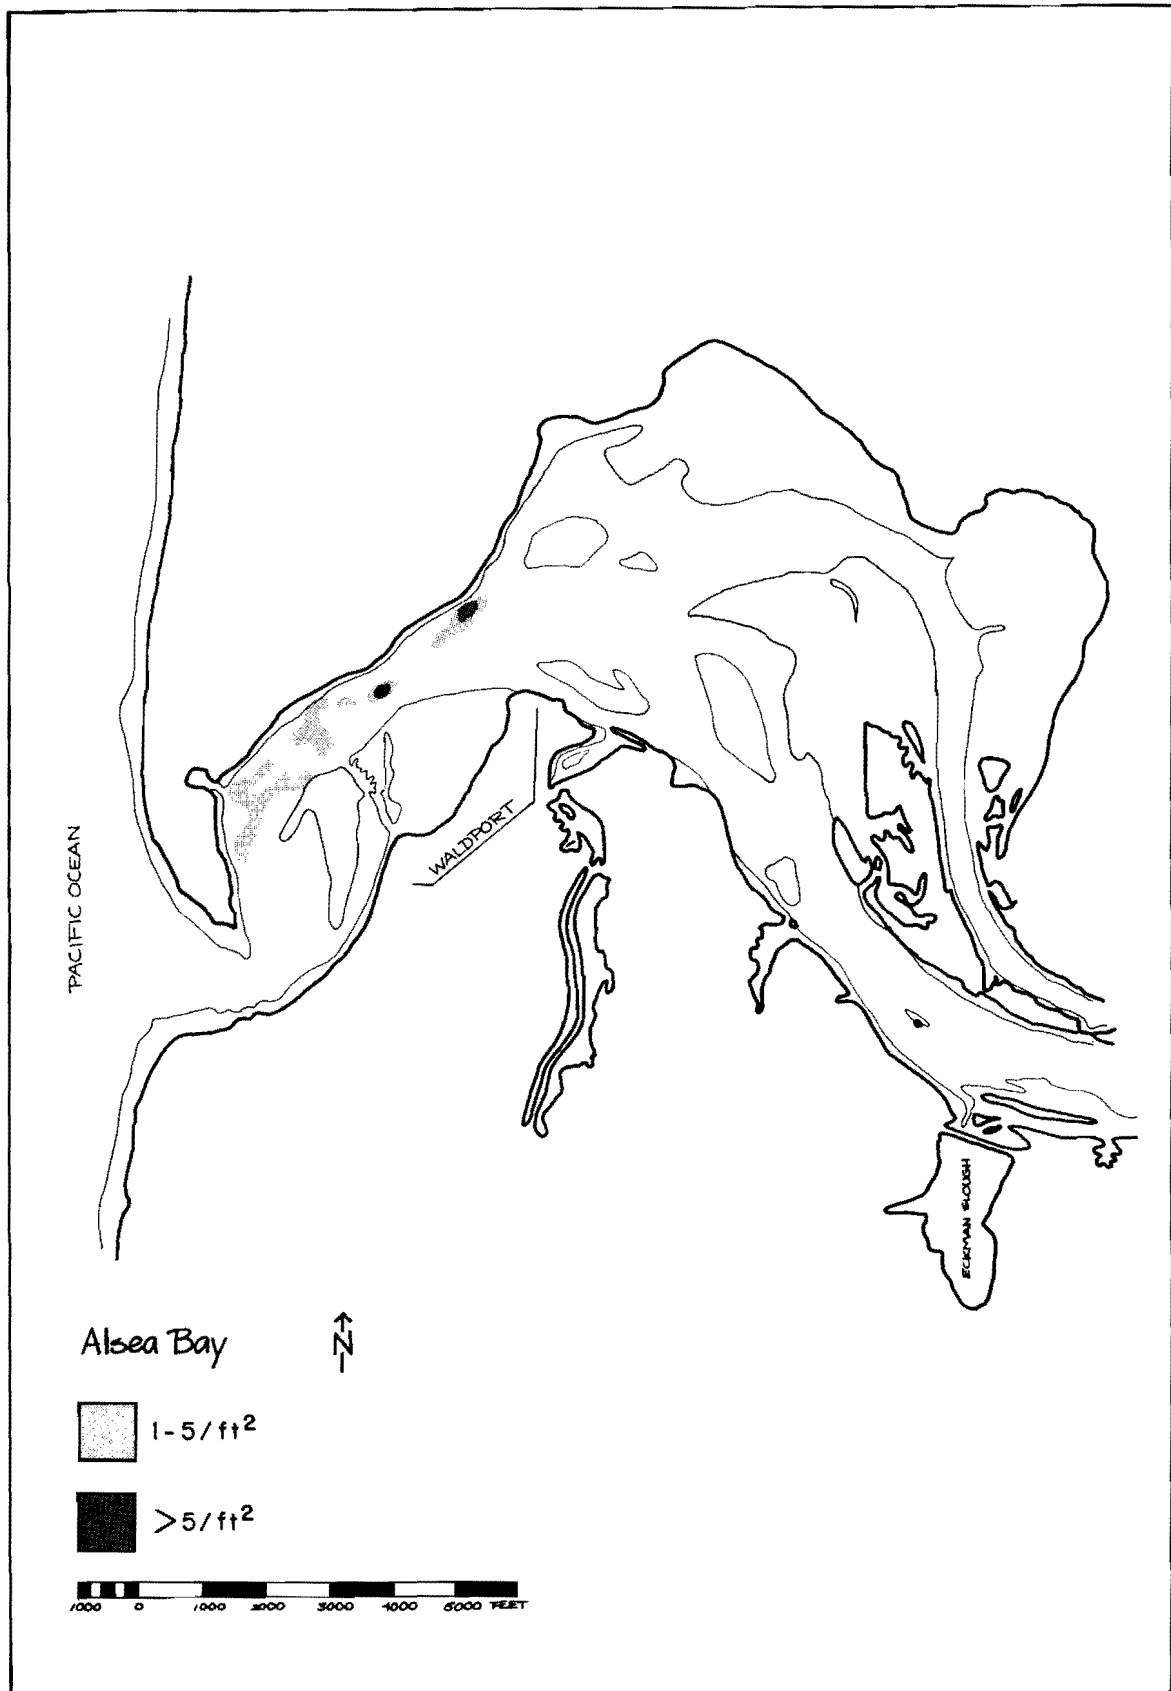 WALDPORT
PACIFIC OCEAN
ECKMAN SLOUGH
Alsea Bay
N
1-5/ft²
>5/ft²
1000 0 1000 2000 3000 4000 5000 FEET